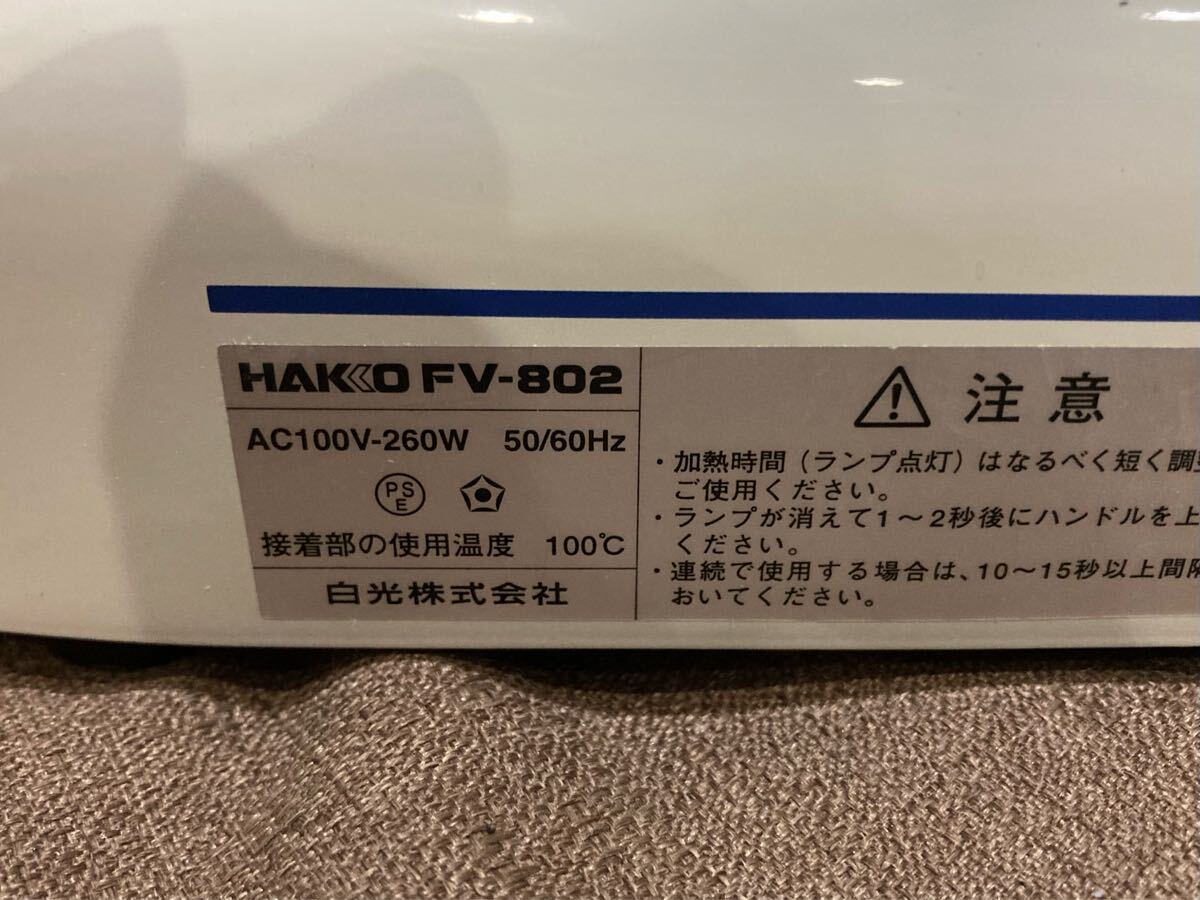 HAKKO FV-802
AC100V-260W 50/60Hz
PS
E
接着部の使用温度 100℃
白光株式会社
注意
・加熱時間（ランプ点灯）はなるべく短く調整
ご使用ください。
・ランプが消えて1～2秒後にハンドルを上
ください。
・連続で使用する場合は、10～15秒以上間隔
おいてください。